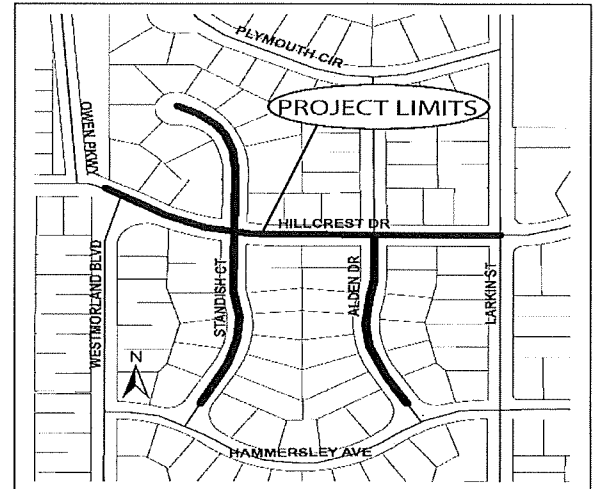 PLYMOUTH CIR
PROJECT LIMITS
OWEN PKWY
HILLCREST DR
WESTMORLAND BLVD
STANDISH CT
ALDEN DR
LARKIN ST
N
HAMMERSLEY AVE